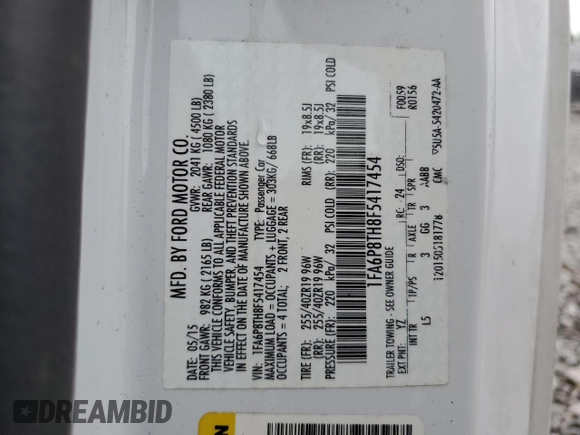 MFD. BY FORD MOTOR CO.
DATE: 05/15
GVWR: 2041 KG ( 4500 LB)
FRONT GAWR: 982 KG ( 2165 LB)
REAR GAWR: 1080 KG ( 2380 LB)
THIS VEHICLE CONFORMS TO ALL APPLICABLE FEDERAL MOTOR
VEHICLE SAFETY, BUMPER, AND THEFT PREVENTION STANDARDS
IN EFFECT ON THE DATE OF MANUFACTURE SHOWN ABOVE.
VIN: 1FA6P8TH8F5417454
TYPE: Passenger Car
MAXIMUM LOAD = OCCUPANTS + LUGGAGE = 303KG/ 668LB
OCCUPANTS = 4 TOTAL; 2 FRONT, 2 REAR
TIRE (FR): 255/40ZR19 96W RIMS (FR): 19x8.5J
(RR): 255/40ZR19 96W (RR): 19x8.5J
PRESSURE (FR): 220 kPa/ 32 PSI COLD (RR): 220 kPa/ 32 PSI COLD
1FA6P8TH8F5417454
F0059
R0156
TRAILER TOWING - SEE OWNER GUIDE
EXT PNT: YZ RC: 24 DSO:
INT TR TP/PS R AXLE TR SPR
L5 3 GG 3 AABB
UMC
12015051817
5U5A-5420472-AA
DREAMBID